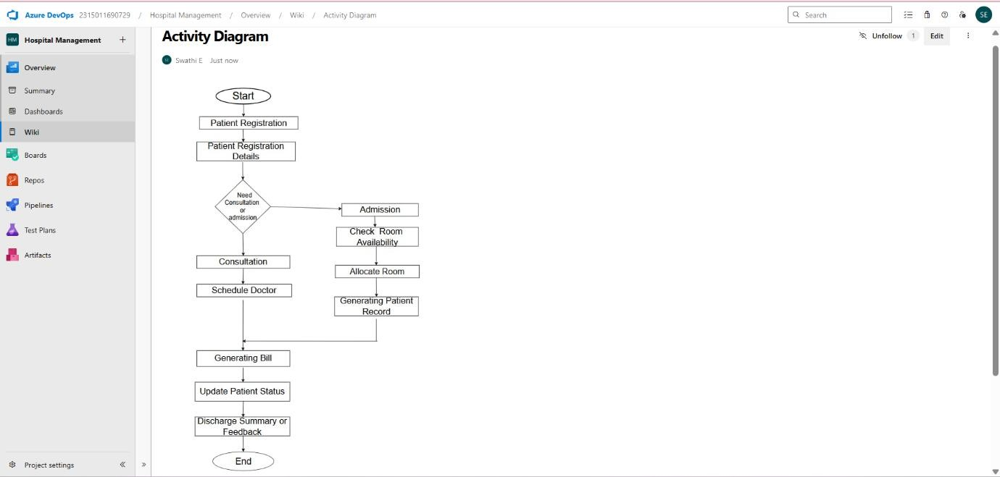 Azure DevOps 2315011690729 / Hospital Management / Overview / Wiki / Activity Diagram
Search
SE
HM Hospital Management
Overview
Summary
Dashboards
Wiki
Boards
Repos
Pipelines
Test Plans
Artifacts
Project settings
Activity Diagram
Unfollow 1 Edit
Swathi E Just now
Start
Patient Registration
Patient Registration
Details
Need
Consultation
or
admission
Admission
Check Room
Availability
Allocate Room
Generating Patient
Record
Consultation
Schedule Doctor
Generating Bill
Update Patient Status
Discharge Summary or
Feedback
End